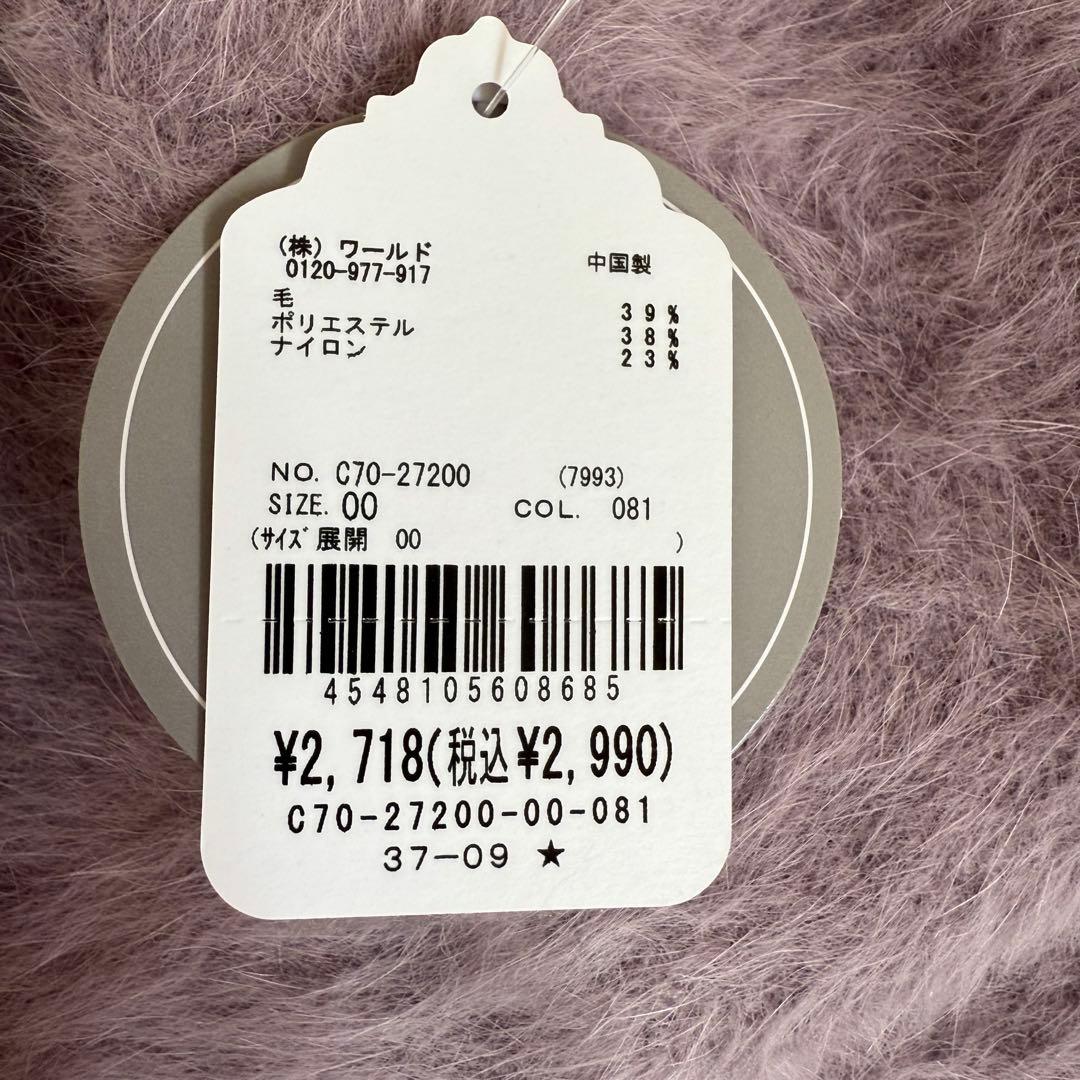 (株) ワールド 中国製
0120-977-917
毛 39%
ポリエステル 38%
ナイロン 23%
NO. C70-27200 (7993)
SIZE. 00 COL. 081
(サイズ展開 00 )
4548105608685
¥2,718(税込¥2,990)
C70-27200-00-081
37-09 ★